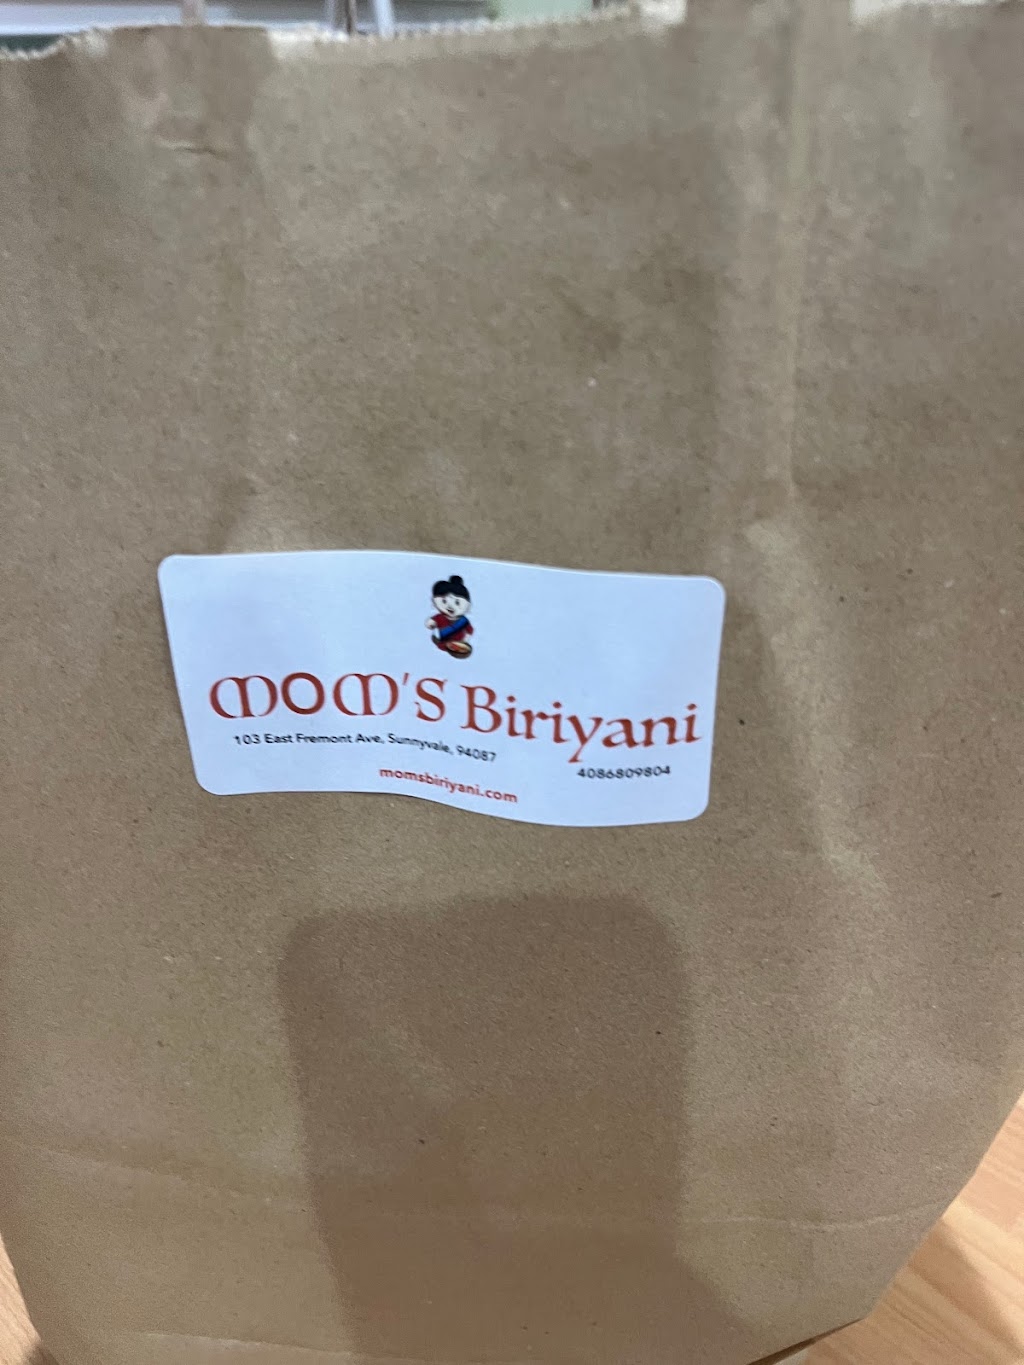 MOM'S Biriyani
103 East Fremont Ave, Sunnyvale, 94087
4086809804
momsbiriyani.com